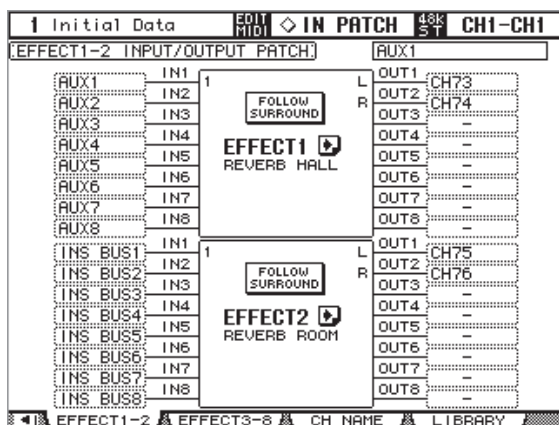 1 Initial Data EDIT MIDI ◇ IN PATCH 48K ST CH1-CH1
EFFECT1-2 INPUT/OUTPUT PATCH AUX1
AUX1 IN1 1 L OUT1 CH73
AUX2 IN2 R OUT2 CH74
AUX3 IN3 FOLLOW SURROUND OUT3 –
AUX4 IN4 EFFECT1 OUT4 –
AUX5 IN5 REVERB HALL OUT5 –
AUX6 IN6 OUT6 –
AUX7 IN7 OUT7 –
AUX8 IN8 OUT8 –
INS BUS1 IN1 1 L OUT1 CH75
INS BUS2 IN2 R OUT2 CH76
INS BUS3 IN3 FOLLOW SURROUND OUT3 –
INS BUS4 IN4 EFFECT2 OUT4 –
INS BUS5 IN5 REVERB ROOM OUT5 –
INS BUS6 IN6 OUT6 –
INS BUS7 IN7 OUT7 –
INS BUS8 IN8 OUT8 –
EFFECT1-2 EFFECT3-8 CH NAME LIBRARY